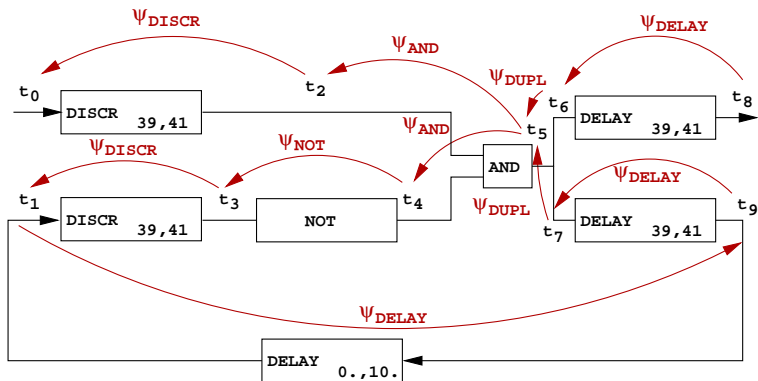 ψDISCR
ψAND
ψDELAY
t0
t2
ψDUPL
t6
t8
DISCR 39,41
ψAND
t5
DELAY 39,41
ψDISCR
ψNOT
AND
ψDELAY
t1
t3
t4
ψDUPL
t7
t9
DISCR 39,41
NOT
DELAY 39,41
ψDELAY
DELAY 0.,10.